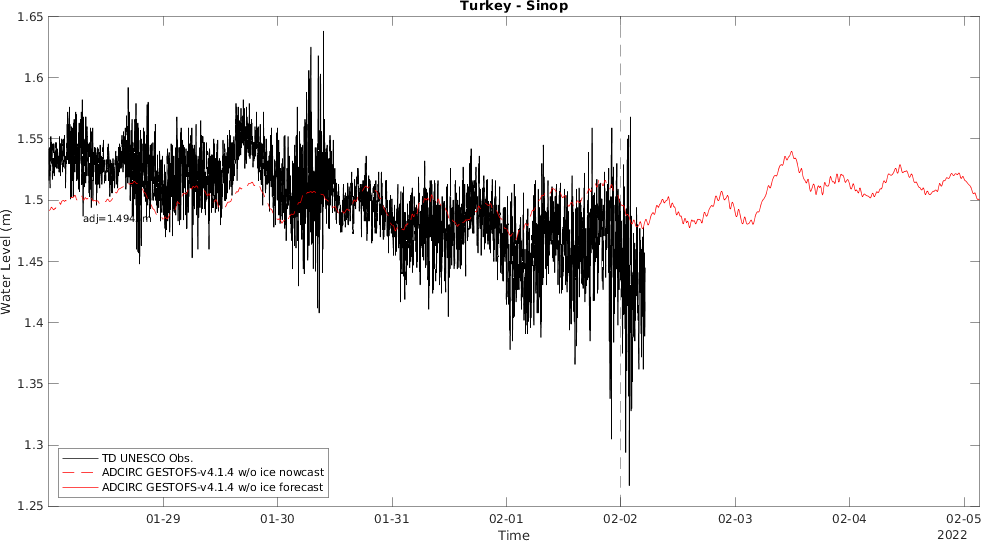 Turkey - Sinop
1.65
1.6
1.55
1.5
1.45
1.4
1.35
1.3
1.25
Water Level (m)
adj=1.494 m
TD UNESCO Obs.
ADCIRC GESTOFS-v4.1.4 w/o ice nowcast
ADCIRC GESTOFS-v4.1.4 w/o ice forecast
01-29
01-30
01-31
02-01
02-02
02-03
02-04
02-05
Time
2022